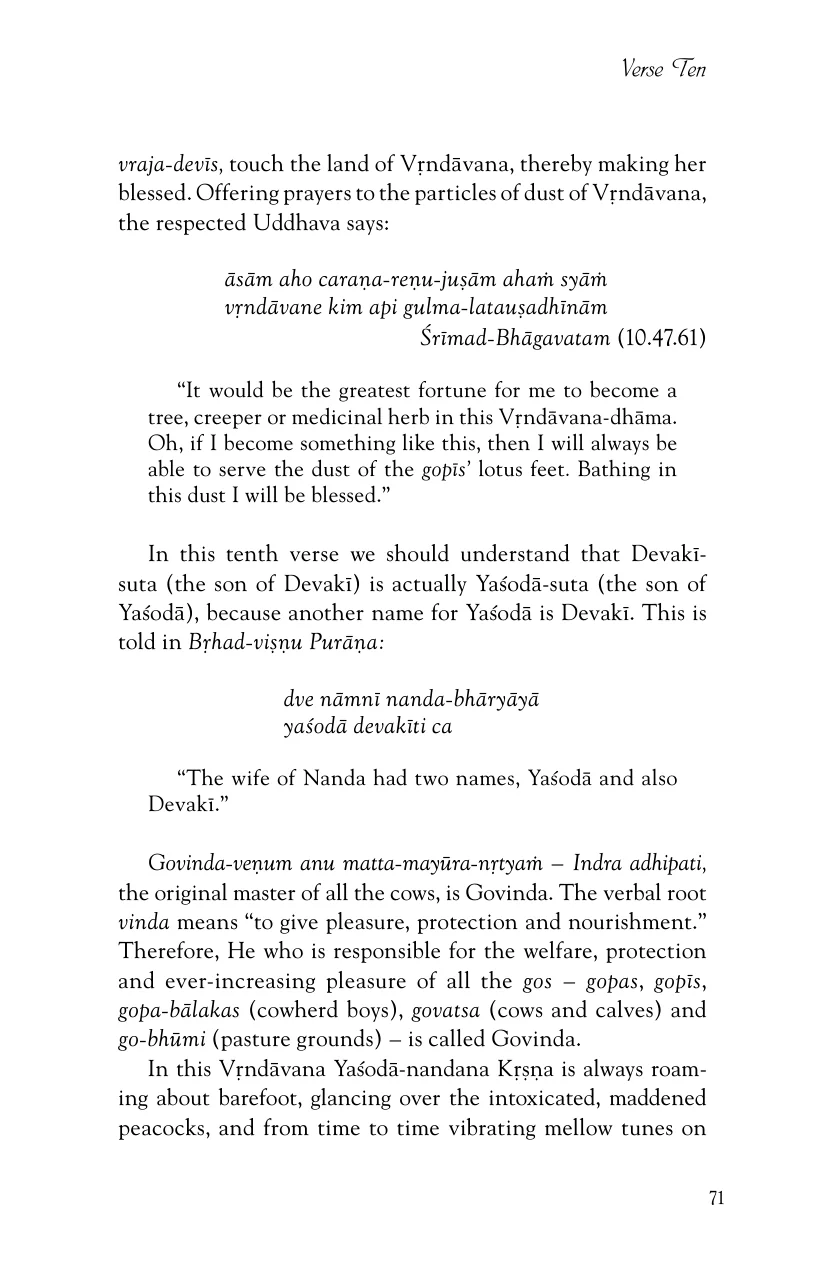 Verse Ten
vraja-devīs, touch the land of Vṛndāvana, thereby making her
blessed. Offering prayers to the particles of dust of Vṛndāvana,
the respected Uddhava says:
āsām aho caraṇa-reṇu-juṣām ahaṁ syāṁ
vṛndāvane kim api gulma-latauṣadhīnām
Śrīmad-Bhāgavatam (10.47.61)
“It would be the greatest fortune for me to become a
tree, creeper or medicinal herb in this Vṛndāvana-dhāma.
Oh, if I become something like this, then I will always be
able to serve the dust of the gopīs’ lotus feet. Bathing in
this dust I will be blessed.”
In this tenth verse we should understand that Devakī-
suta (the son of Devakī) is actually Yaśodā-suta (the son of
Yaśodā), because another name for Yaśodā is Devakī. This is
told in Bṛhad-viṣṇu Purāṇa:
dve nāmnī nanda-bhāryāyā
yaśodā devakīti ca
“The wife of Nanda had two names, Yaśodā and also
Devakī.”
Govinda-veṇum anu matta-mayūra-nṛtyaṁ – Indra adhipati,
the original master of all the cows, is Govinda. The verbal root
vinda means “to give pleasure, protection and nourishment.”
Therefore, He who is responsible for the welfare, protection
and ever-increasing pleasure of all the gos – gopas, gopīs,
gopa-bālakas (cowherd boys), govatsa (cows and calves) and
go-bhūmi (pasture grounds) – is called Govinda.
In this Vṛndāvana Yaśodā-nandana Kṛṣṇa is always roam-
ing about barefoot, glancing over the intoxicated, maddened
peacocks, and from time to time vibrating mellow tunes on
71